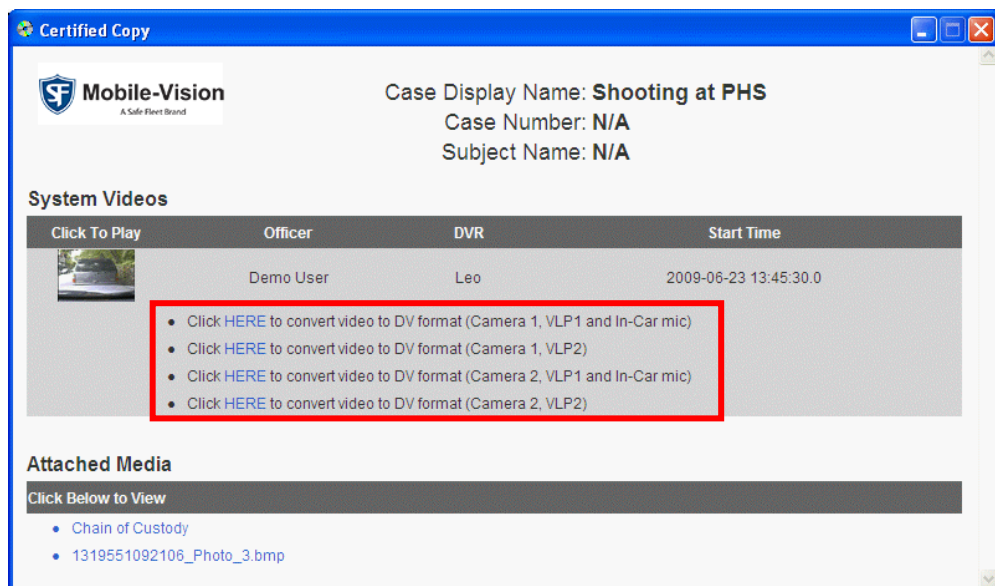 Certified Copy
SF Mobile-Vision
A Safe Fleet Brand
Case Display Name: Shooting at PHS
Case Number: N/A
Subject Name: N/A
System Videos
Click To Play Officer DVR Start Time
Demo User Leo 2009-06-23 13:45:30.0
• Click HERE to convert video to DV format (Camera 1, VLP1 and In-Car mic)
• Click HERE to convert video to DV format (Camera 1, VLP2)
• Click HERE to convert video to DV format (Camera 2, VLP1 and In-Car mic)
• Click HERE to convert video to DV format (Camera 2, VLP2)
Attached Media
Click Below to View
• Chain of Custody
• 1319551092106_Photo_3.bmp